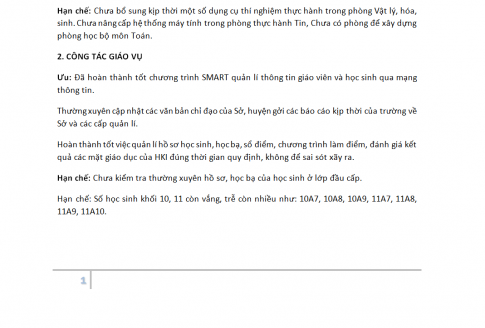 Hạn chế: Chưa bổ sung kịp thời một số dụng cụ thí nghiệm thực hành trong phòng Vật lý, hóa,
sinh. Chưa nâng cấp hệ thống máy tính trong phòng thực hành Tin, Chưa có phòng để xây dựng
phòng học bộ môn Toán.
2. CÔNG TÁC GIÁO VỤ
Ưu: Đã hoàn thành tốt chương trình SMART quản lí thông tin giáo viên và học sinh qua mạng
thông tin.
Thường xuyên cập nhật các văn bản chỉ đạo của Sở, huyện gởi các báo cáo kịp thời của trường về
Sở và các cấp quản lí.
Hoàn thành tốt việc quản lí hồ sơ học sinh, học bạ, sổ điểm, chương trình làm điểm, đánh giá kết
quả các mặt giáo dục của HKI đúng thời gian quy định, không để sai sót xãy ra.
Hạn chế: Chưa kiểm tra thường xuyên hồ sơ, học bạ của học sinh ở lớp đầu cấp.
Hạn chế: Số học sinh khối 10, 11 còn vắng, trễ còn nhiều như: 10A7, 10A8, 10A9, 11A7, 11A8,
11A9, 11A10.
1